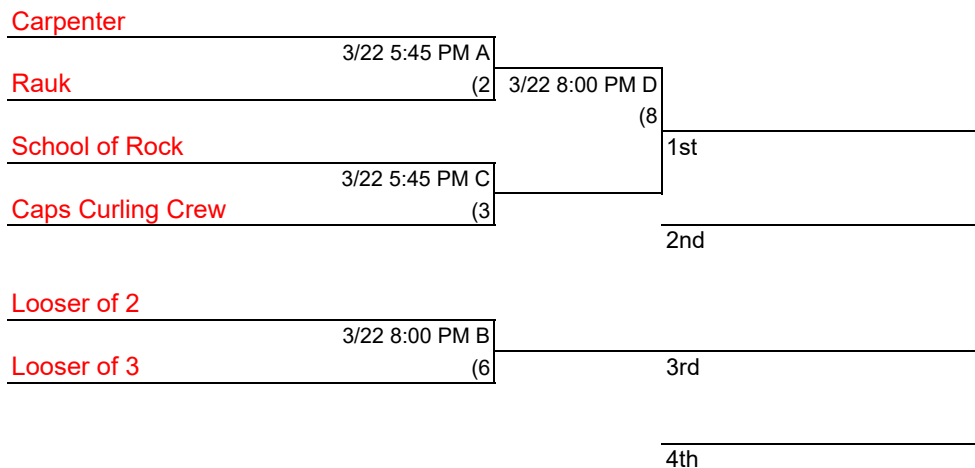 Carpenter
3/22 5:45 PM A
Rauk (2 3/22 8:00 PM D
(8
School of Rock 1st
3/22 5:45 PM C
Caps Curling Crew (3
2nd
Looser of 2
3/22 8:00 PM B
Looser of 3 (6 3rd
4th